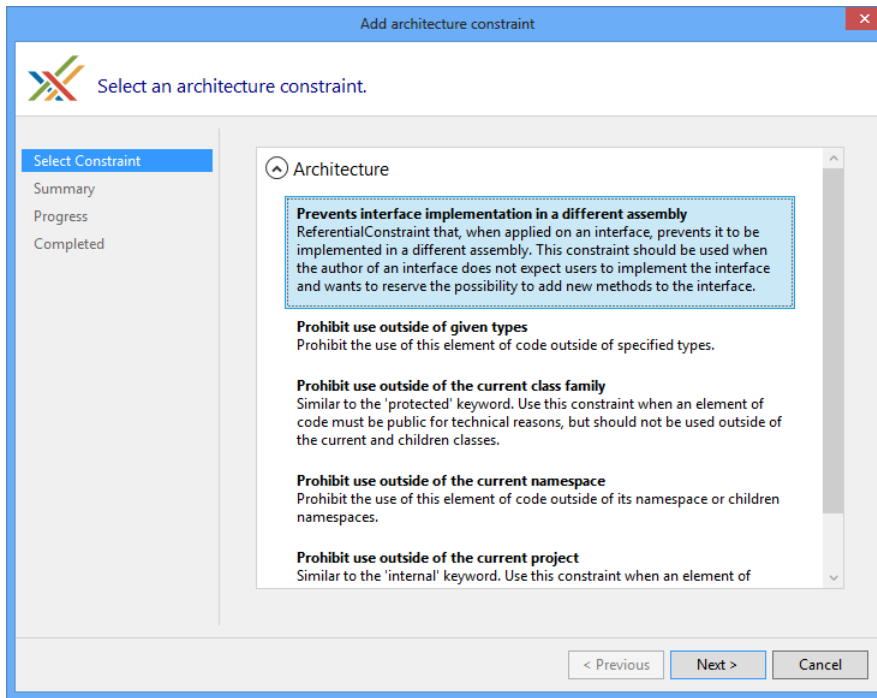 Add architecture constraint
Select an architecture constraint.
Select Constraint
Summary
Progress
Completed
Architecture
Prevents interface implementation in a different assembly
ReferentialConstraint that, when applied on an interface, prevents it to be
implemented in a different assembly. This constraint should be used when
the author of an interface does not expect users to implement the interface
and wants to reserve the possibility to add new methods to the interface.
Prohibit use outside of given types
Prohibit the use of this element of code outside of specified types.
Prohibit use outside of the current class family
Similar to the 'protected' keyword. Use this constraint when an element of
code must be public for technical reasons, but should not be used outside of
the current and children classes.
Prohibit use outside of the current namespace
Prohibit the use of this element of code outside of its namespace or children
namespaces.
Prohibit use outside of the current project
Similar to the 'internal' keyword. Use this constraint when an element of
< Previous
Next >
Cancel